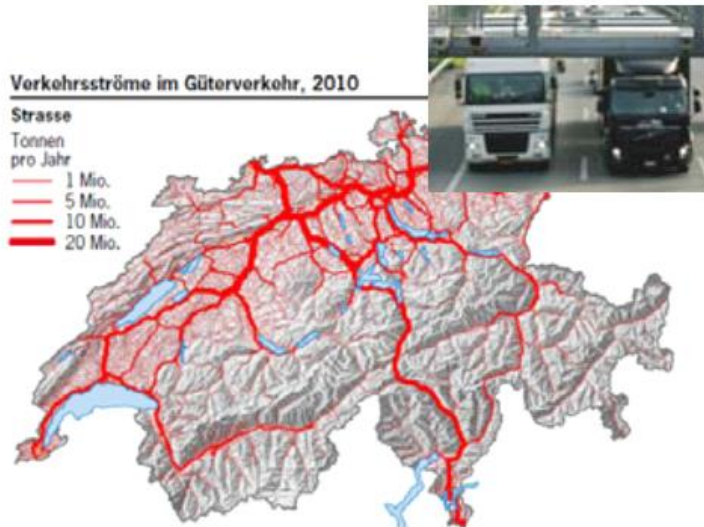 Verkehrsströme im Güterverkehr, 2010
Strasse
Tonnen
pro Jahr
1 Mio.
5 Mio.
10 Mio.
20 Mio.